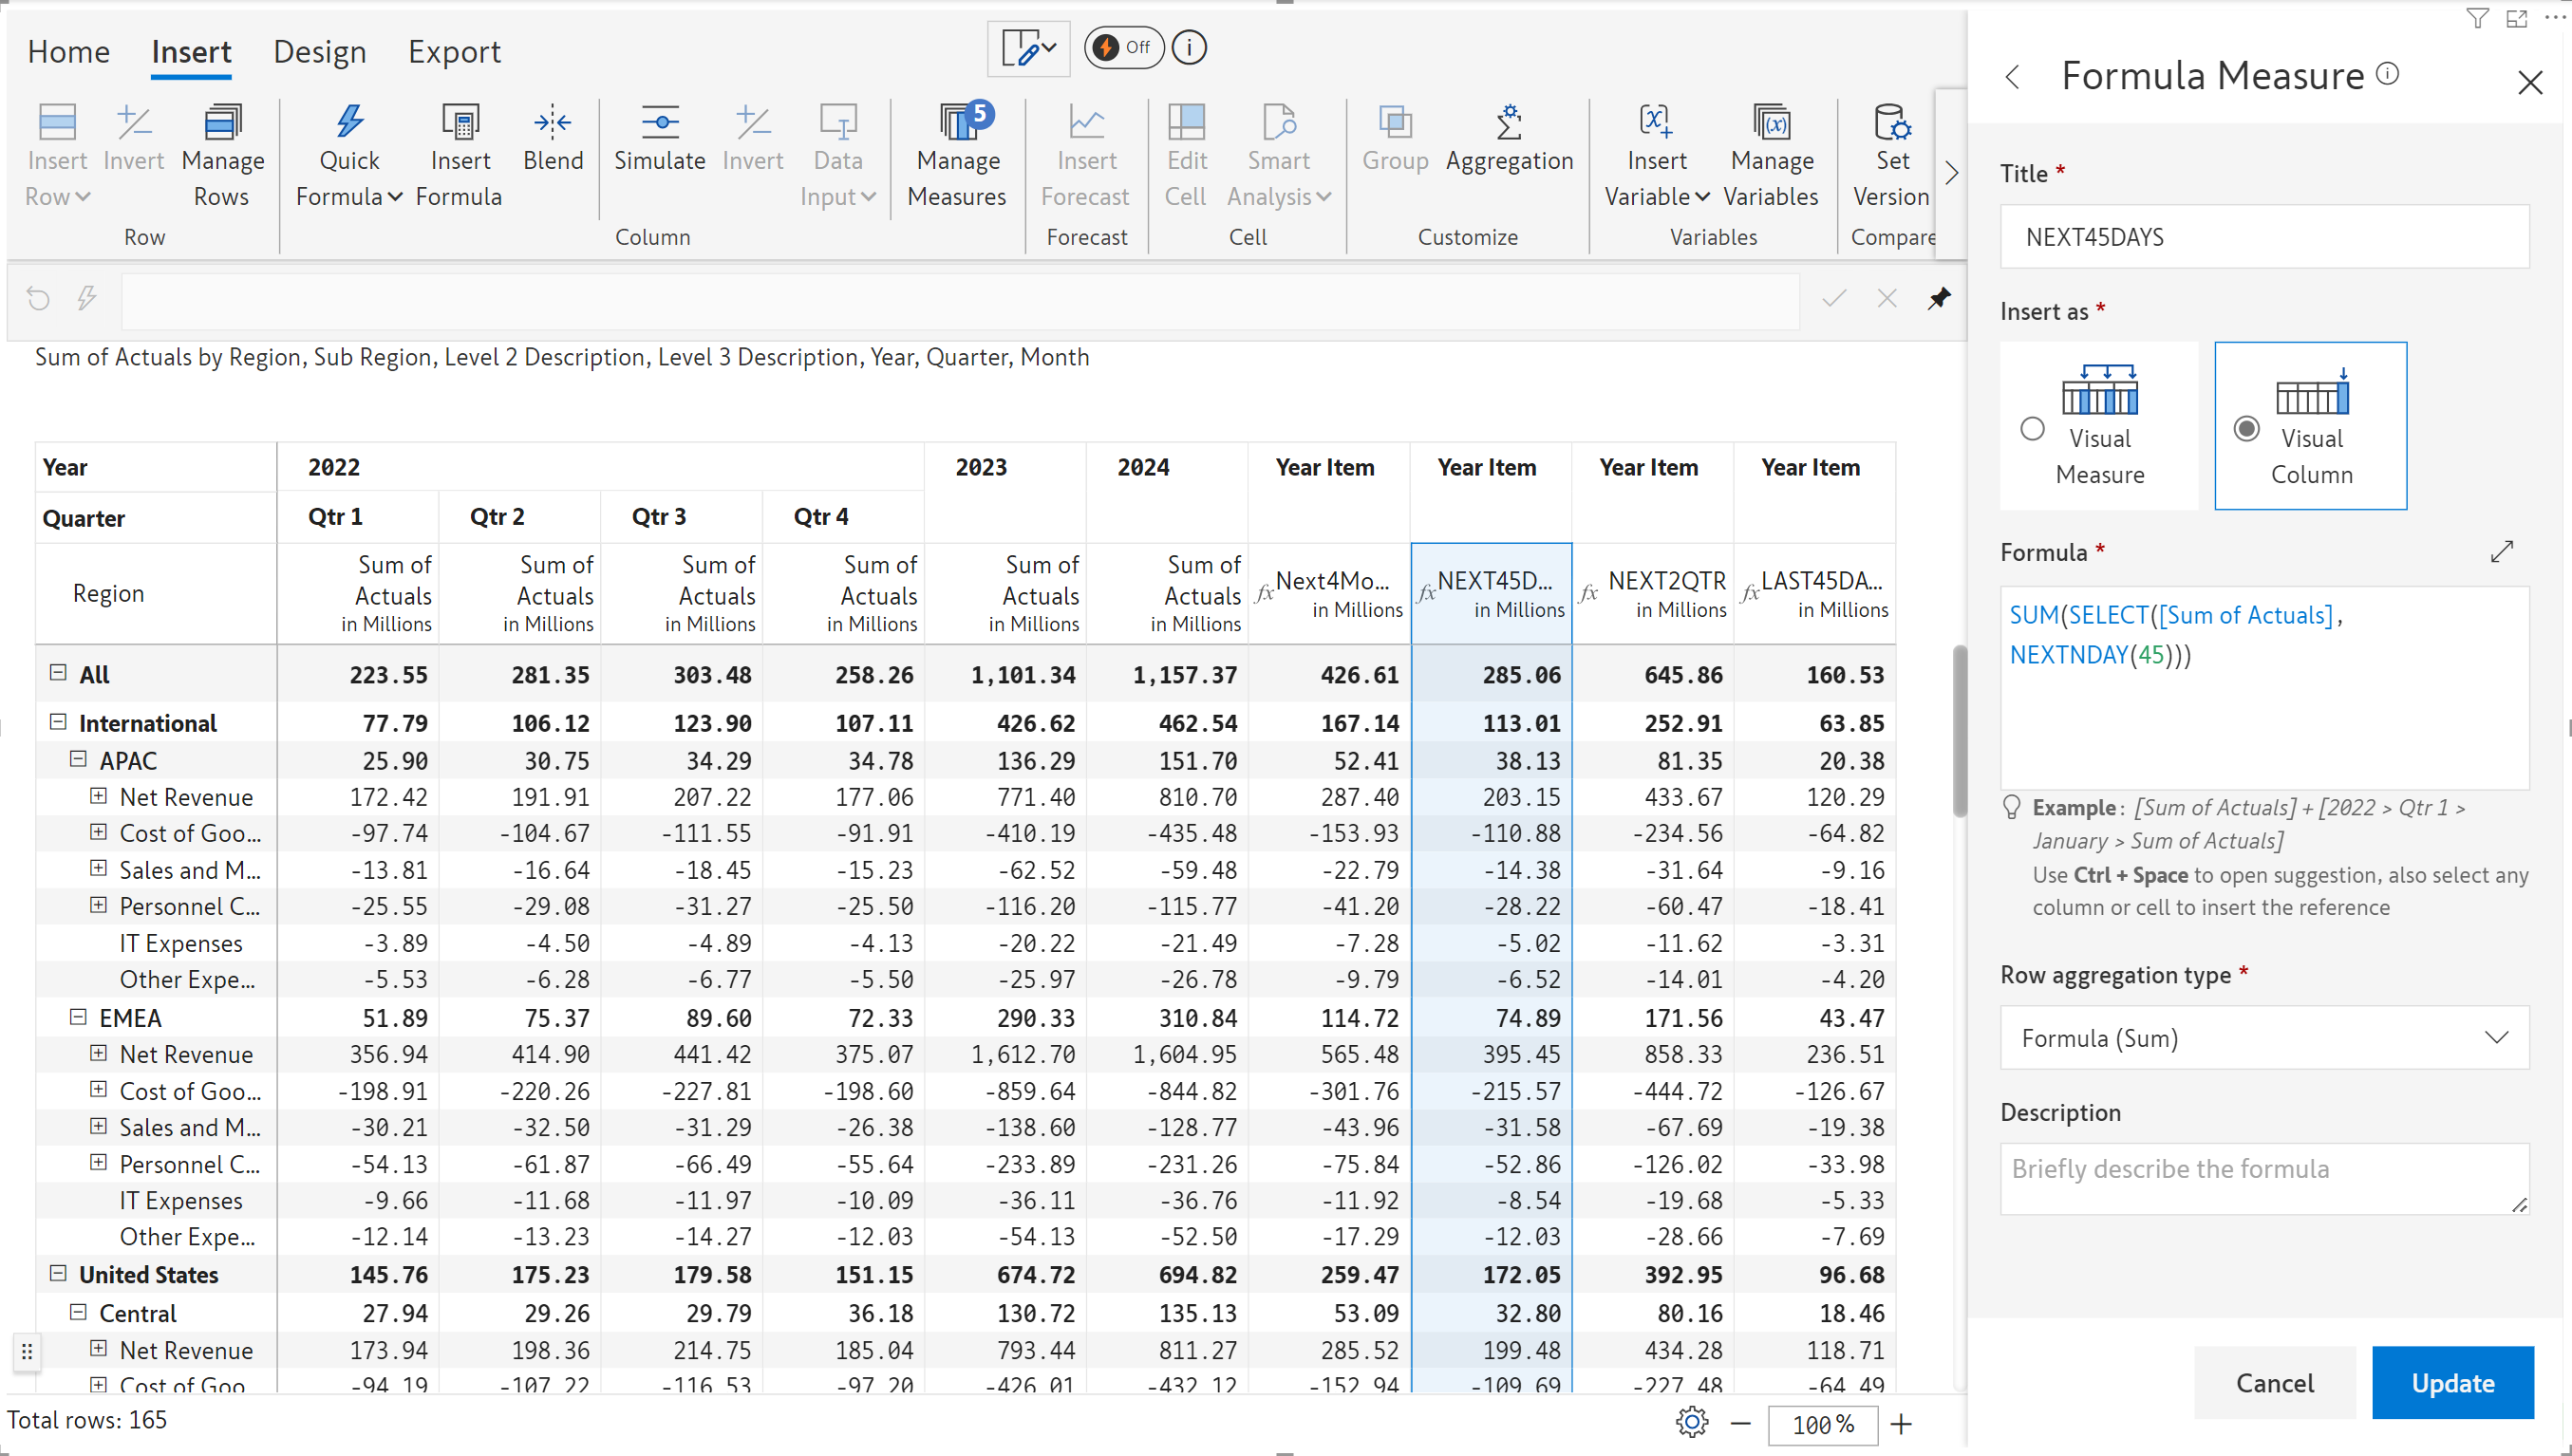 Home Insert Design Export Off
Insert Row Invert Manage Rows Quick Formula Insert Formula Blend Simulate Invert Data Input Manage Measures 5 Insert Forecast Edit Cell Smart Analysis Group Aggregation Insert Variable Manage Variables Set Version
Row Column Forecast Cell Customize Variables Compare
Sum of Actuals by Region, Sub Region, Level 2 Description, Level 3 Description, Year, Quarter, Month
Year 2022 2023 2024 Year Item Year Item Year Item Year Item
Quarter Qtr 1 Qtr 2 Qtr 3 Qtr 4
Region Sum of Actuals in Millions Sum of Actuals in Millions Sum of Actuals in Millions Sum of Actuals in Millions Sum of Actuals in Millions Sum of Actuals in Millions fx Next4Mo... in Millions fx NEXT45D... in Millions fx NEXT2QTR in Millions fx LAST45DA... in Millions
All 223.55 281.35 303.48 258.26 1,101.34 1,157.37 426.61 285.06 645.86 160.53
International 77.79 106.12 123.90 107.11 426.62 462.54 167.14 113.01 252.91 63.85
APAC 25.90 30.75 34.29 34.78 136.29 151.70 52.41 38.13 81.35 20.38
Net Revenue 172.42 191.91 207.22 177.06 771.40 810.70 287.40 203.15 433.67 120.29
Cost of Goo... -97.74 -104.67 -111.55 -91.91 -410.19 -435.48 -153.93 -110.88 -234.56 -64.82
Sales and M... -13.81 -16.64 -18.45 -15.23 -62.52 -59.48 -22.79 -14.38 -31.64 -9.16
Personnel C... -25.55 -29.08 -31.27 -25.50 -116.20 -115.77 -41.20 -28.22 -60.47 -18.41
IT Expenses -3.89 -4.50 -4.89 -4.13 -20.22 -21.49 -7.28 -5.02 -11.62 -3.31
Other Expe... -5.53 -6.28 -6.77 -5.50 -25.97 -26.78 -9.79 -6.52 -14.01 -4.20
EMEA 51.89 75.37 89.60 72.33 290.33 310.84 114.72 74.89 171.56 43.47
Net Revenue 356.94 414.90 441.42 375.07 1,612.70 1,604.95 565.48 395.45 858.33 236.51
Cost of Goo... -198.91 -220.26 -227.81 -198.60 -859.64 -844.82 -301.76 -215.57 -444.72 -126.67
Sales and M... -30.21 -32.50 -31.29 -26.38 -138.60 -128.77 -43.96 -31.58 -67.69 -19.38
Personnel C... -54.13 -61.87 -66.49 -55.64 -233.89 -231.26 -75.84 -52.86 -126.02 -33.98
IT Expenses -9.66 -11.68 -11.97 -10.09 -36.11 -36.76 -11.92 -8.54 -19.68 -5.33
Other Expe... -12.14 -13.23 -14.27 -12.03 -54.13 -52.50 -17.29 -12.03 -28.66 -7.69
United States 145.76 175.23 179.58 151.15 674.72 694.82 259.47 172.05 392.95 96.68
Central 27.94 29.26 29.79 36.18 130.72 135.13 53.09 32.80 80.16 18.46
Net Revenue 173.94 198.36 214.75 185.04 793.44 811.27 285.52 199.48 434.28 118.71
Cost of Goo -94.19 -107.22 -116.53 -97.20 -426.01 -432.12 -152.94 -109.69 -227.48 -64.49
Total rows: 165 100 %
Formula Measure
Title *
NEXT45DAYS
Insert as *
Visual Measure Visual Column
Formula *
SUM(SELECT([Sum of Actuals],
NEXTNDAY(45)))
Example : [Sum of Actuals] + [2022 > Qtr 1 >
January > Sum of Actuals]
Use Ctrl + Space to open suggestion, also select any
column or cell to insert the reference
Row aggregation type *
Formula (Sum)
Description
Briefly describe the formula
Cancel Update